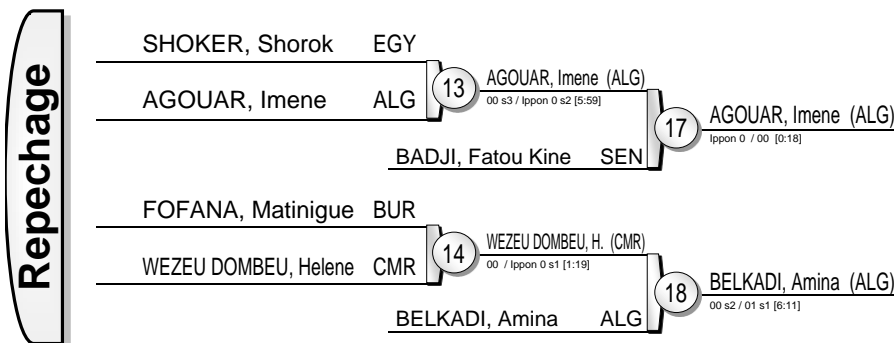 Repechage
SHOKER, Shorok EGY
AGOUAR, Imene ALG
13
AGOUAR, Imene (ALG)
00 s3 / Ippon 0 s2 [5:59]
BADJI, Fatou Kine SEN
17
AGOUAR, Imene (ALG)
Ippon 0 / 00 [0:18]
FOFANA, Matinigue BUR
WEZEU DOMBEU, Helene CMR
14
WEZEU DOMBEU, H. (CMR)
00 / Ippon 0 s1 [1:19]
BELKADI, Amina ALG
18
BELKADI, Amina (ALG)
00 s2 / 01 s1 [6:11]